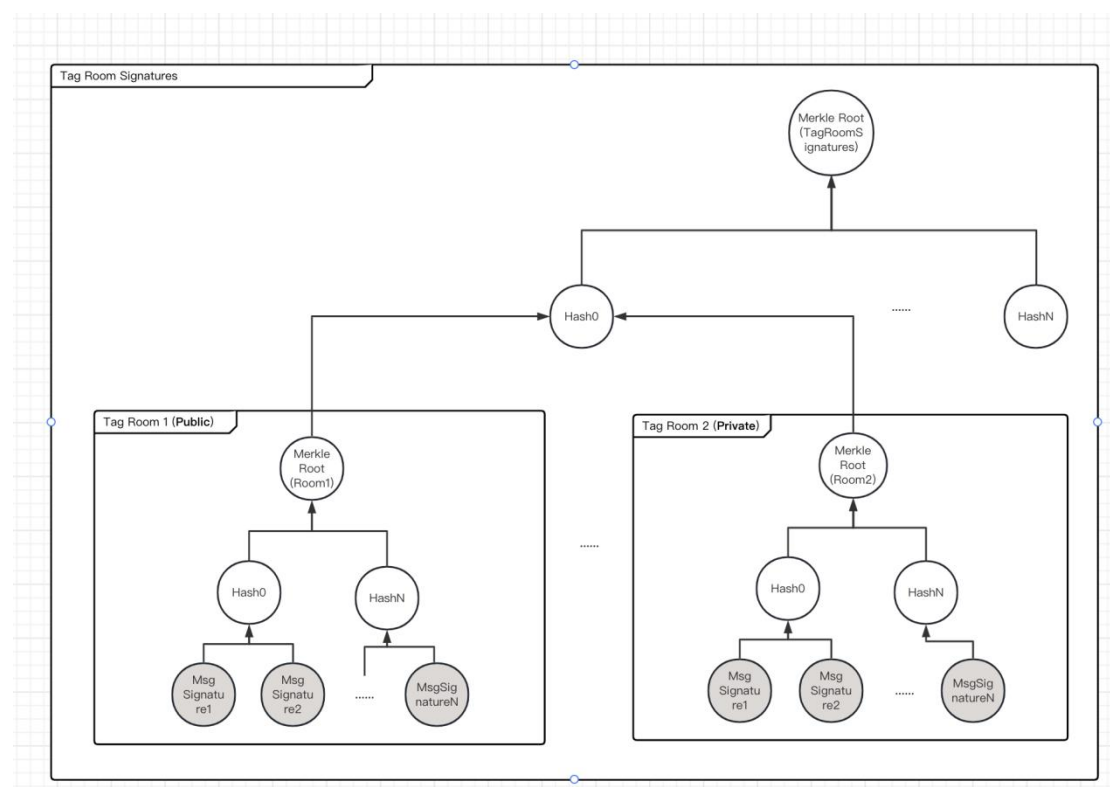 Tag Room Signatures
Merkle Root
(TagRoomS
ignatures)
Hash0
......
HashN
Tag Room 1 (Public)
Merkle
Root
(Room1)
Hash0
HashN
Msg
Signatu
re1
Msg
Signatu
re2
......
MsgSig
natureN
......
Tag Room 2 (Private)
Merkle
Root
(Room2)
Hash0
HashN
Msg
Signatu
re1
Msg
Signatu
re2
......
MsgSig
natureN